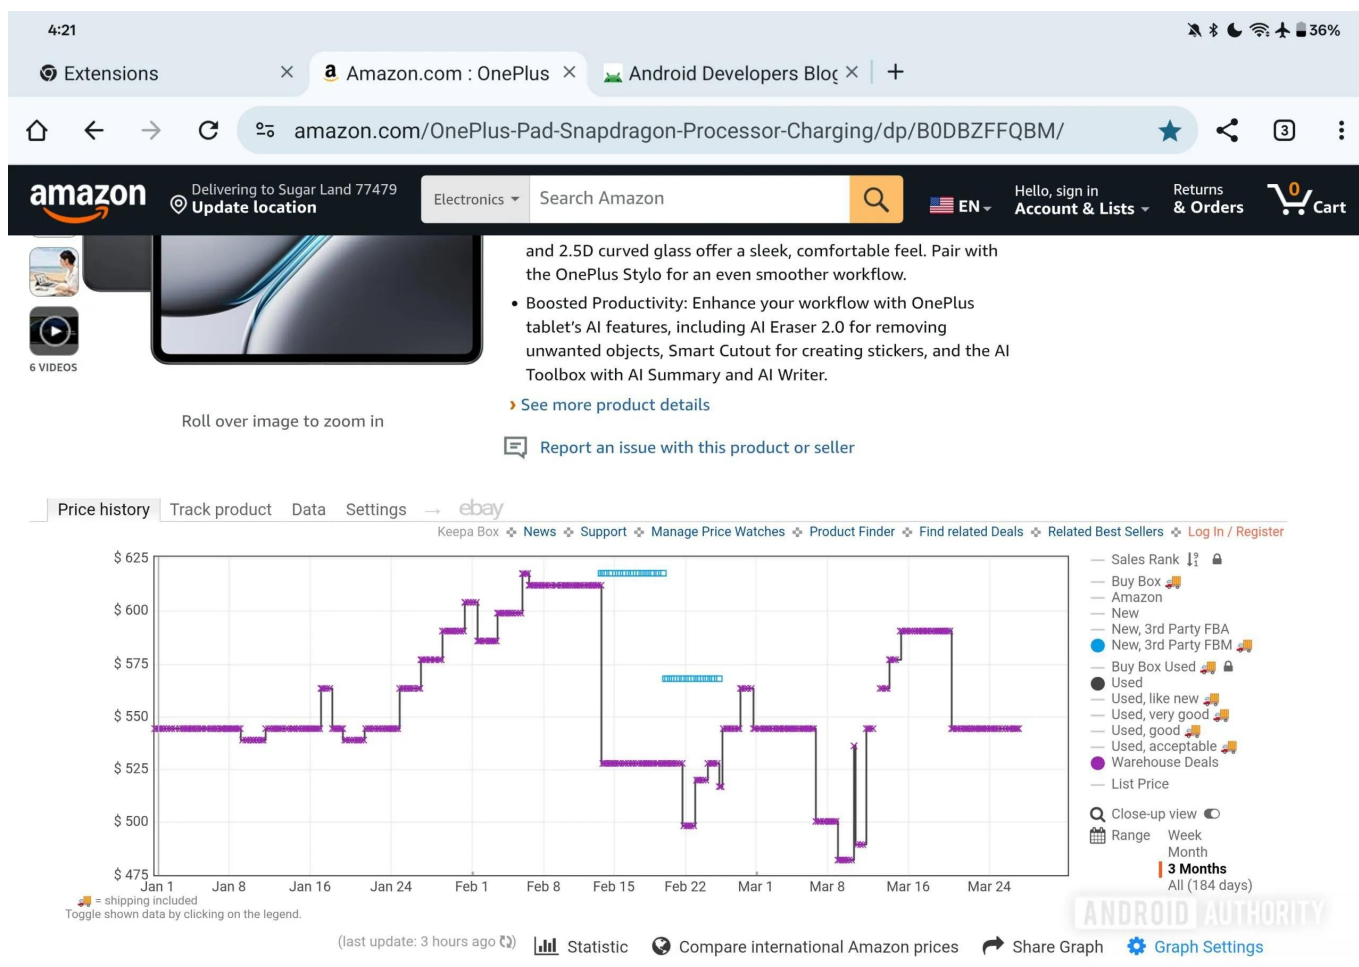 4:21
36%
Extensions
Amazon.com : OnePlus
Android Developers Blog
amazon.com/OnePlus-Pad-Snapdragon-Processor-Charging/dp/B0DBZFFQBM/
3
amazon
Delivering to Sugar Land 77479
Update location
Electronics
Search Amazon
EN
Hello, sign in
Account & Lists
Returns
& Orders
0
Cart
and 2.5D curved glass offer a sleek, comfortable feel. Pair with
the OnePlus Stylo for an even smoother workflow.
• Boosted Productivity: Enhance your workflow with OnePlus
tablet's AI features, including AI Eraser 2.0 for removing
unwanted objects, Smart Cutout for creating stickers, and the AI
Toolbox with AI Summary and AI Writer.
› See more product details
6 VIDEOS
Roll over image to zoom in
Report an issue with this product or seller
Price history Track product Data Settings → ebay
Keepa Box News Support Manage Price Watches Product Finder Find related Deals Related Best Sellers Log In / Register
$ 625
$ 600
$ 575
$ 550
$ 525
$ 500
$ 475
Jan 1 Jan 8 Jan 16 Jan 24 Feb 1 Feb 8 Feb 15 Feb 22 Mar 1 Mar 8 Mar 16 Mar 24
Sales Rank
Buy Box
Amazon
New
New, 3rd Party FBA
New, 3rd Party FBM
Buy Box Used
Used
Used, like new
Used, very good
Used, good
Used, acceptable
Warehouse Deals
List Price
Close-up view
Range
Week
Month
3 Months
All (184 days)
= shipping included
Toggle shown data by clicking on the legend.
ANDROID AUTHORITY
(last update: 3 hours ago)
Statistic
Compare international Amazon prices
Share Graph
Graph Settings